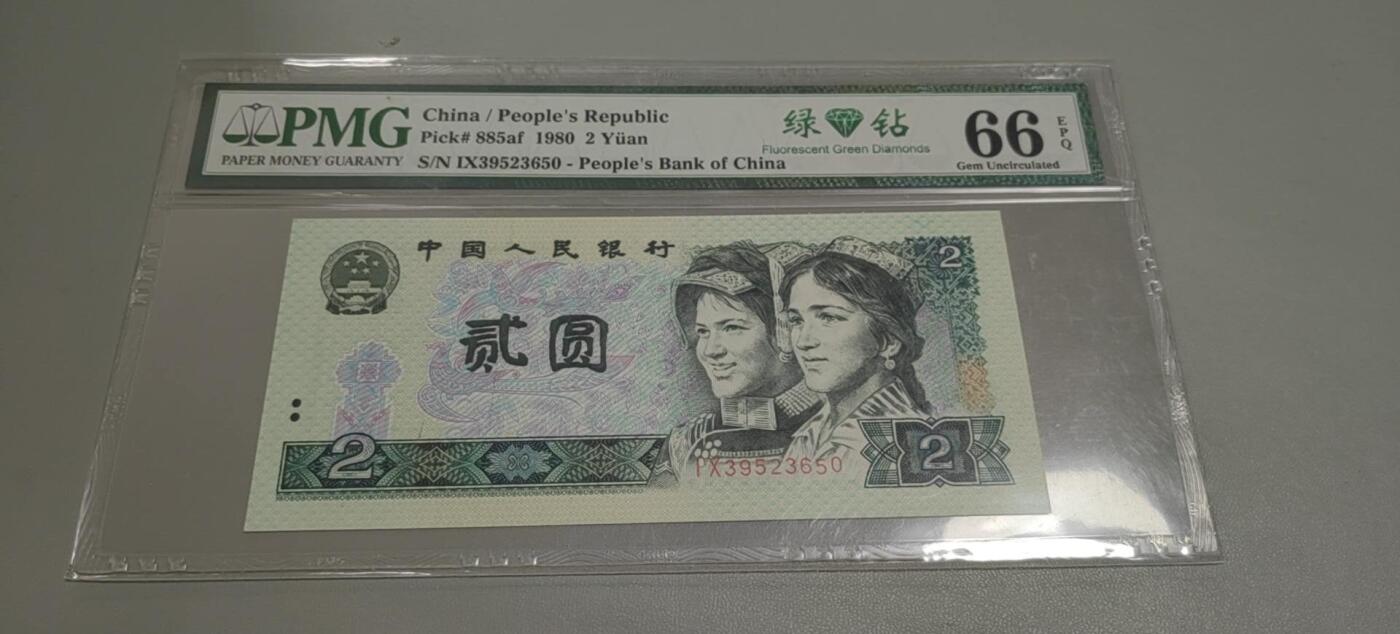 PMG
PAPER MONEY GUARANTY
China / People's Republic
Pick# 885af 1980 2 Yüan
S/N IX39523650 - People's Bank of China
绿 钻
Fluorescent Green Diamonds
66
EPQ
Gem Uncirculated
中国人民银行
2
贰圆
2
IX39523650
2